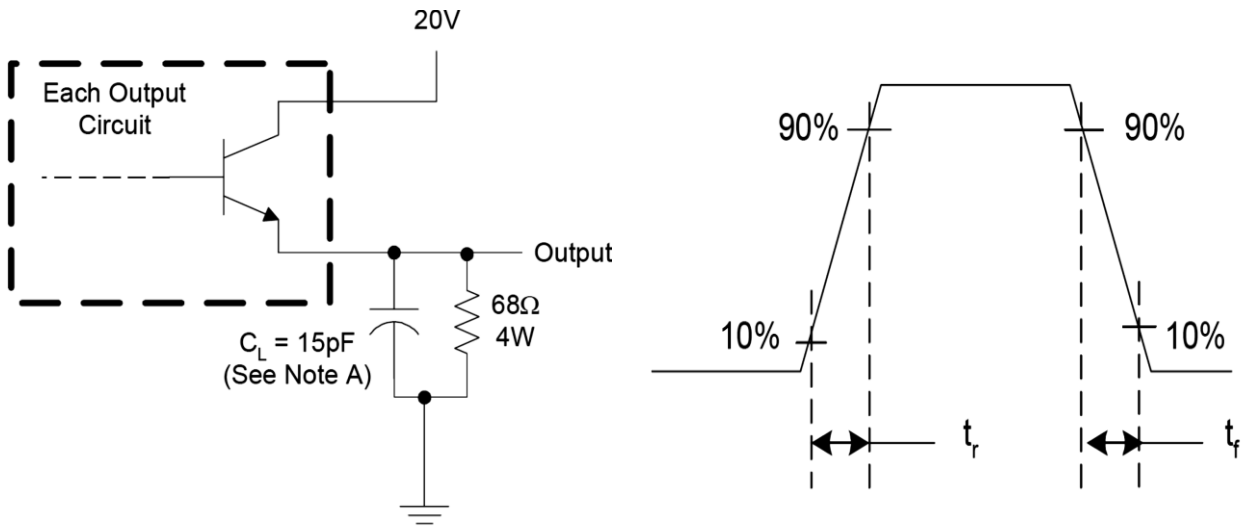 20V
Each Output
Circuit
Output
68Ω
4W
C_L = 15pF
(See Note A)
90%
90%
10%
10%
t_r
t_f